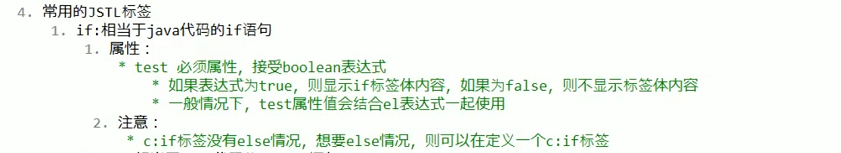 4. 常用的JSTL标签
1. if:相当于java代码的if语句
1. 属性：
* test 必须属性，接受boolean表达式
* 如果表达式为true，则显示if标签体内容，如果为false，则不显示标签体内容
* 一般情况下，test属性值会结合el表达式一起使用
2. 注意：
* c:if标签没有else情况，想要else情况，则可以在定义一个c:if标签